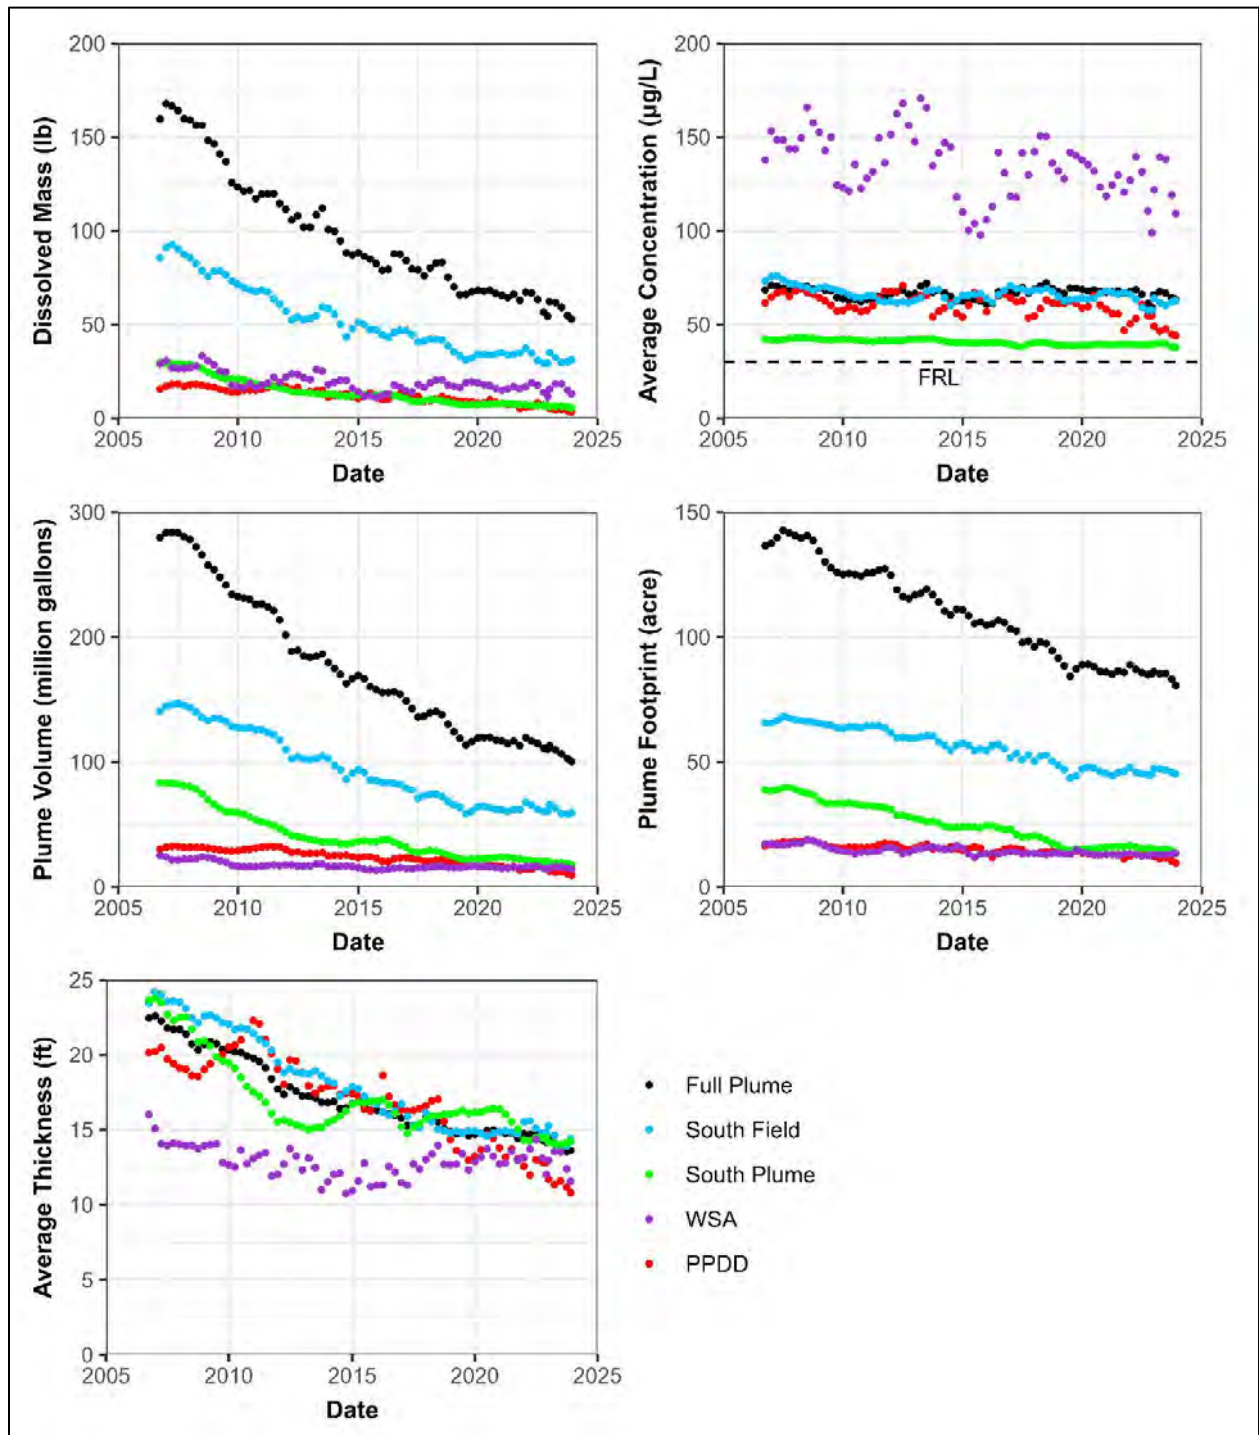 200
150
100
50
0
Dissolved Mass (lb)
2005 2010 2015 2020 2025
Date
200
150
100
50
0
Average Concentration (µg/L)
FRL
2005 2010 2015 2020 2025
Date
300
200
100
0
Plume Volume (million gallons)
2005 2010 2015 2020 2025
Date
150
100
50
0
Plume Footprint (acre)
2005 2010 2015 2020 2025
Date
25
20
15
10
5
0
Average Thickness (ft)
2005 2010 2015 2020 2025
Date
Full Plume
South Field
South Plume
WSA
PPDD